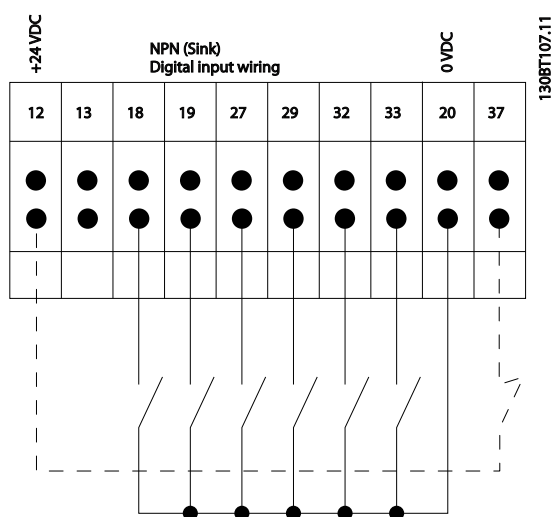 +24 VDC
NPN (Sink)
Digital input wiring
0 VDC
130BT107.11
12 13 18 19 27 29 32 33 20 37